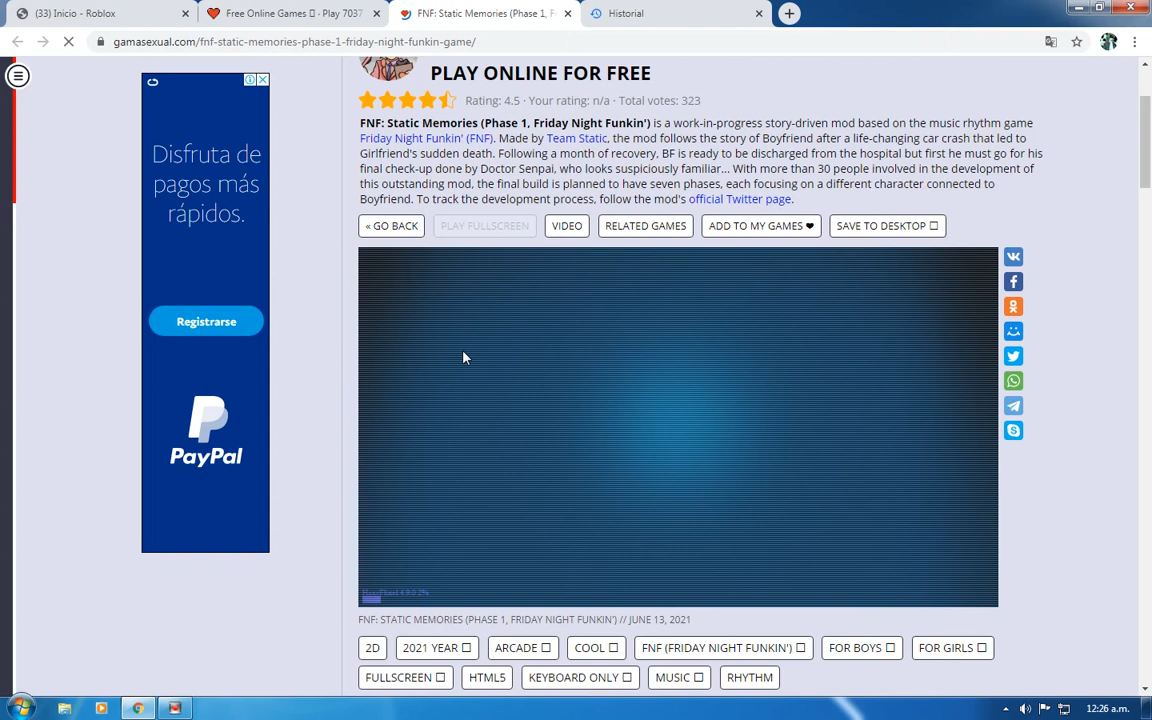 (33) Inicio - Roblox
Free Online Games · Play 7037
FNF: Static Memories (Phase 1, F
Historial
gamasexual.com/fnf-static-memories-phase-1-friday-night-funkin-game/
PLAY ONLINE FOR FREE
Rating: 4.5 · Your rating: n/a · Total votes: 323
FNF: Static Memories (Phase 1, Friday Night Funkin') is a work-in-progress story-driven mod based on the music rhythm game
Friday Night Funkin' (FNF). Made by Team Static, the mod follows the story of Boyfriend after a life-changing car crash that led to
Girlfriend's sudden death. Following a month of recovery, BF is ready to be discharged from the hospital but first he must go for his
final check-up done by Doctor Senpai, who looks suspiciously familiar... With more than 30 people involved in the development of
this outstanding mod, the final build is planned to have seven phases, each focusing on a different character connected to
Boyfriend. To track the development process, follow the mod's official Twitter page.
« GO BACK
PLAY FULLSCREEN
VIDEO
RELATED GAMES
ADD TO MY GAMES ❤
SAVE TO DESKTOP
Disfruta de
pagos más
rápidos.
Registrarse
PayPal
HaxeFlixel 4.9.0 2%
FNF: STATIC MEMORIES (PHASE 1, FRIDAY NIGHT FUNKIN') // JUNE 13, 2021
2D
2021 YEAR
ARCADE
COOL
FNF (FRIDAY NIGHT FUNKIN')
FOR BOYS
FOR GIRLS
FULLSCREEN
HTML5
KEYBOARD ONLY
MUSIC
RHYTHM
12:26 a.m.